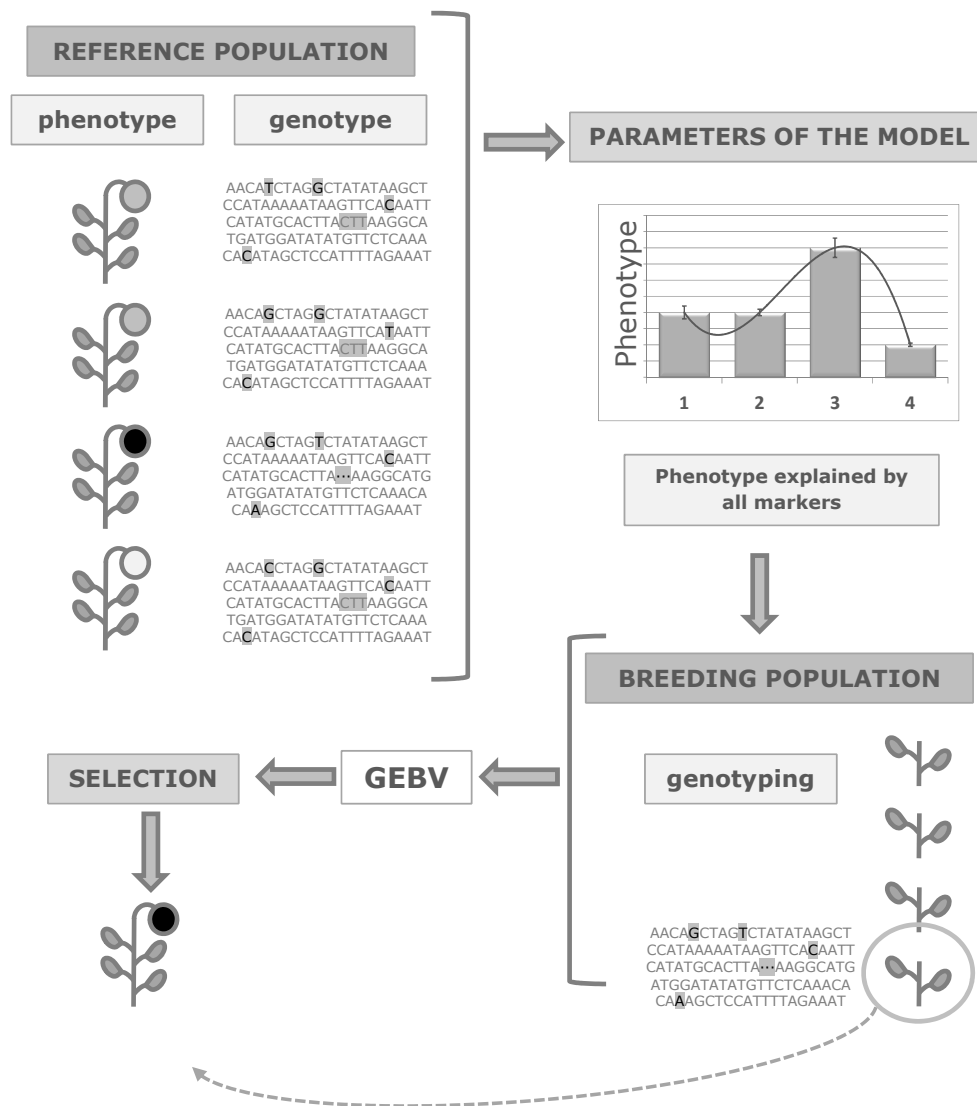 REFERENCE POPULATION
phenotype
genotype
AACATCTAGGCTATATAAGCT
CCATAAAAATAAGTTCACAATT
CATATGCACTTACTTAAGGCA
TGATGGATATATGTTCTCAAA
CACATAGCTCCATTTTAGAAAT
AACAGCTAGGCTATATAAGCT
CCATAAAAATAAGTTCATAATT
CATATGCACTTACTTAAGGCA
TGATGGATATATGTTCTCAAA
CACATAGCTCCATTTTAGAAAT
AACAGCTAGTCTATATAAGCT
CCATAAAAATAAGTTCACAATT
CATATGCACTTA···AAGGCATG
ATGGATATATGTTCTCAAACA
CAAAGCTCCATTTTAGAAAT
AACACCTAGGCTATATAAGCT
CCATAAAAATAAGTTCACAATT
CATATGCACTTACTTAAGGCA
TGATGGATATATGTTCTCAAA
CACATAGCTCCATTTTAGAAAT
PARAMETERS OF THE MODEL
Phenotype
1 2 3 4
Phenotype explained by
all markers
BREEDING POPULATION
genotyping
AACAGCTAGTCTATATAAGCT
CCATAAAAATAAGTTCACAATT
CATATGCACTTA···AAGGCATG
ATGGATATATGTTCTCAAACA
CAAAGCTCCATTTTAGAAAT
GEBV
SELECTION